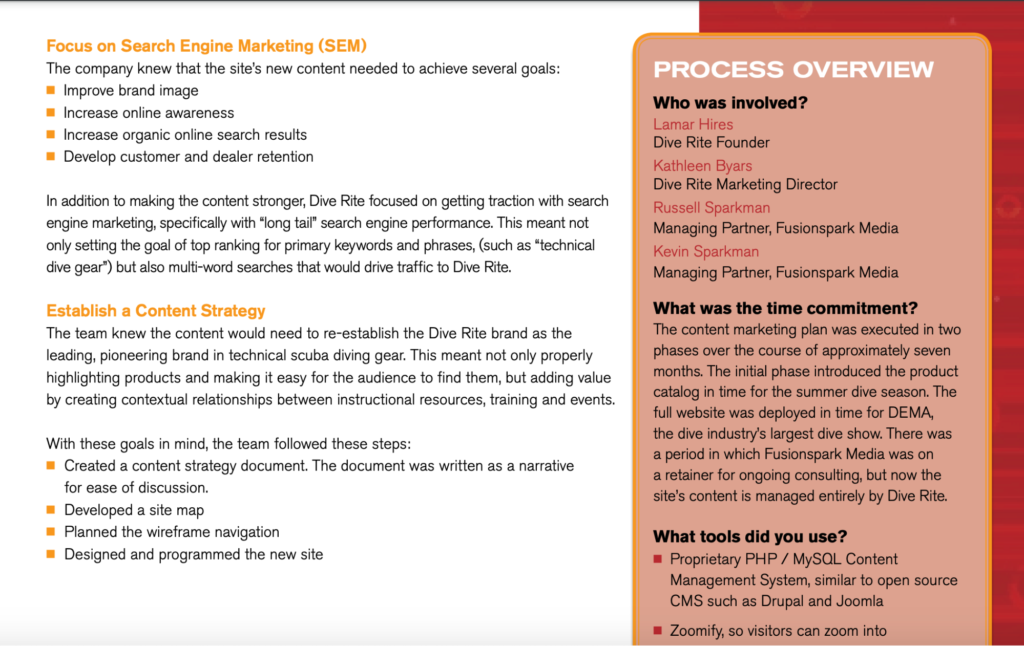 Focus on Search Engine Marketing (SEM)
The company knew that the site's new content needed to achieve several goals:
■ Improve brand image
■ Increase online awareness
■ Increase organic online search results
■ Develop customer and dealer retention
In addition to making the content stronger, Dive Rite focused on getting traction with search
engine marketing, specifically with “long tail” search engine performance. This meant not
only setting the goal of top ranking for primary keywords and phrases, (such as “technical
dive gear”) but also multi-word searches that would drive traffic to Dive Rite.
Establish a Content Strategy
The team knew the content would need to re-establish the Dive Rite brand as the
leading, pioneering brand in technical scuba diving gear. This meant not only properly
highlighting products and making it easy for the audience to find them, but adding value
by creating contextual relationships between instructional resources, training and events.
With these goals in mind, the team followed these steps:
■ Created a content strategy document. The document was written as a narrative
for ease of discussion.
■ Developed a site map
■ Planned the wireframe navigation
■ Designed and programmed the new site
PROCESS OVERVIEW
Who was involved?
Lamar Hires
Dive Rite Founder
Kathleen Byars
Dive Rite Marketing Director
Russell Sparkman
Managing Partner, Fusionspark Media
Kevin Sparkman
Managing Partner, Fusionspark Media
What was the time commitment?
The content marketing plan was executed in two
phases over the course of approximately seven
months. The initial phase introduced the product
catalog in time for the summer dive season. The
full website was deployed in time for DEMA,
the dive industry's largest dive show. There was
a period in which Fusionspark Media was on
a retainer for ongoing consulting, but now the
site's content is managed entirely by Dive Rite.
What tools did you use?
■ Proprietary PHP / MySQL Content
Management System, similar to open source
CMS such as Drupal and Joomla
■ Zoomify, so visitors can zoom into